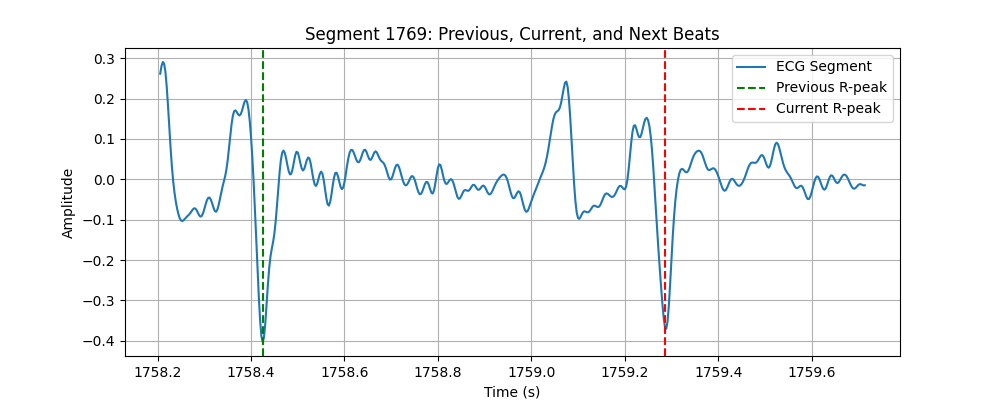 Segment 1769: Previous, Current, and Next Beats
0.3
0.2
0.1
0.0
−0.1
−0.2
−0.3
−0.4
Amplitude
ECG Segment
Previous R-peak
Current R-peak
1758.2 1758.4 1758.6 1758.8 1759.0 1759.2 1759.4 1759.6
Time (s)